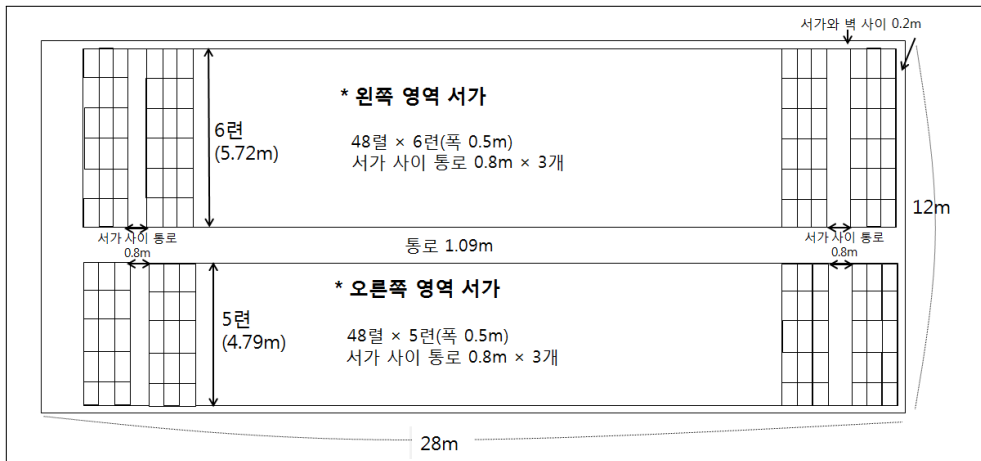 서가와 벽 사이 0.2m
* 왼쪽 영역 서가
6련
(5.72m)
48렬 × 6련(폭 0.5m)
서가 사이 통로 0.8m × 3개
12m
서가 사이 통로
0.8m
통로 1.09m
서가 사이 통로
0.8m
* 오른쪽 영역 서가
5련
(4.79m)
48렬 × 5련(폭 0.5m)
서가 사이 통로 0.8m × 3개
28m